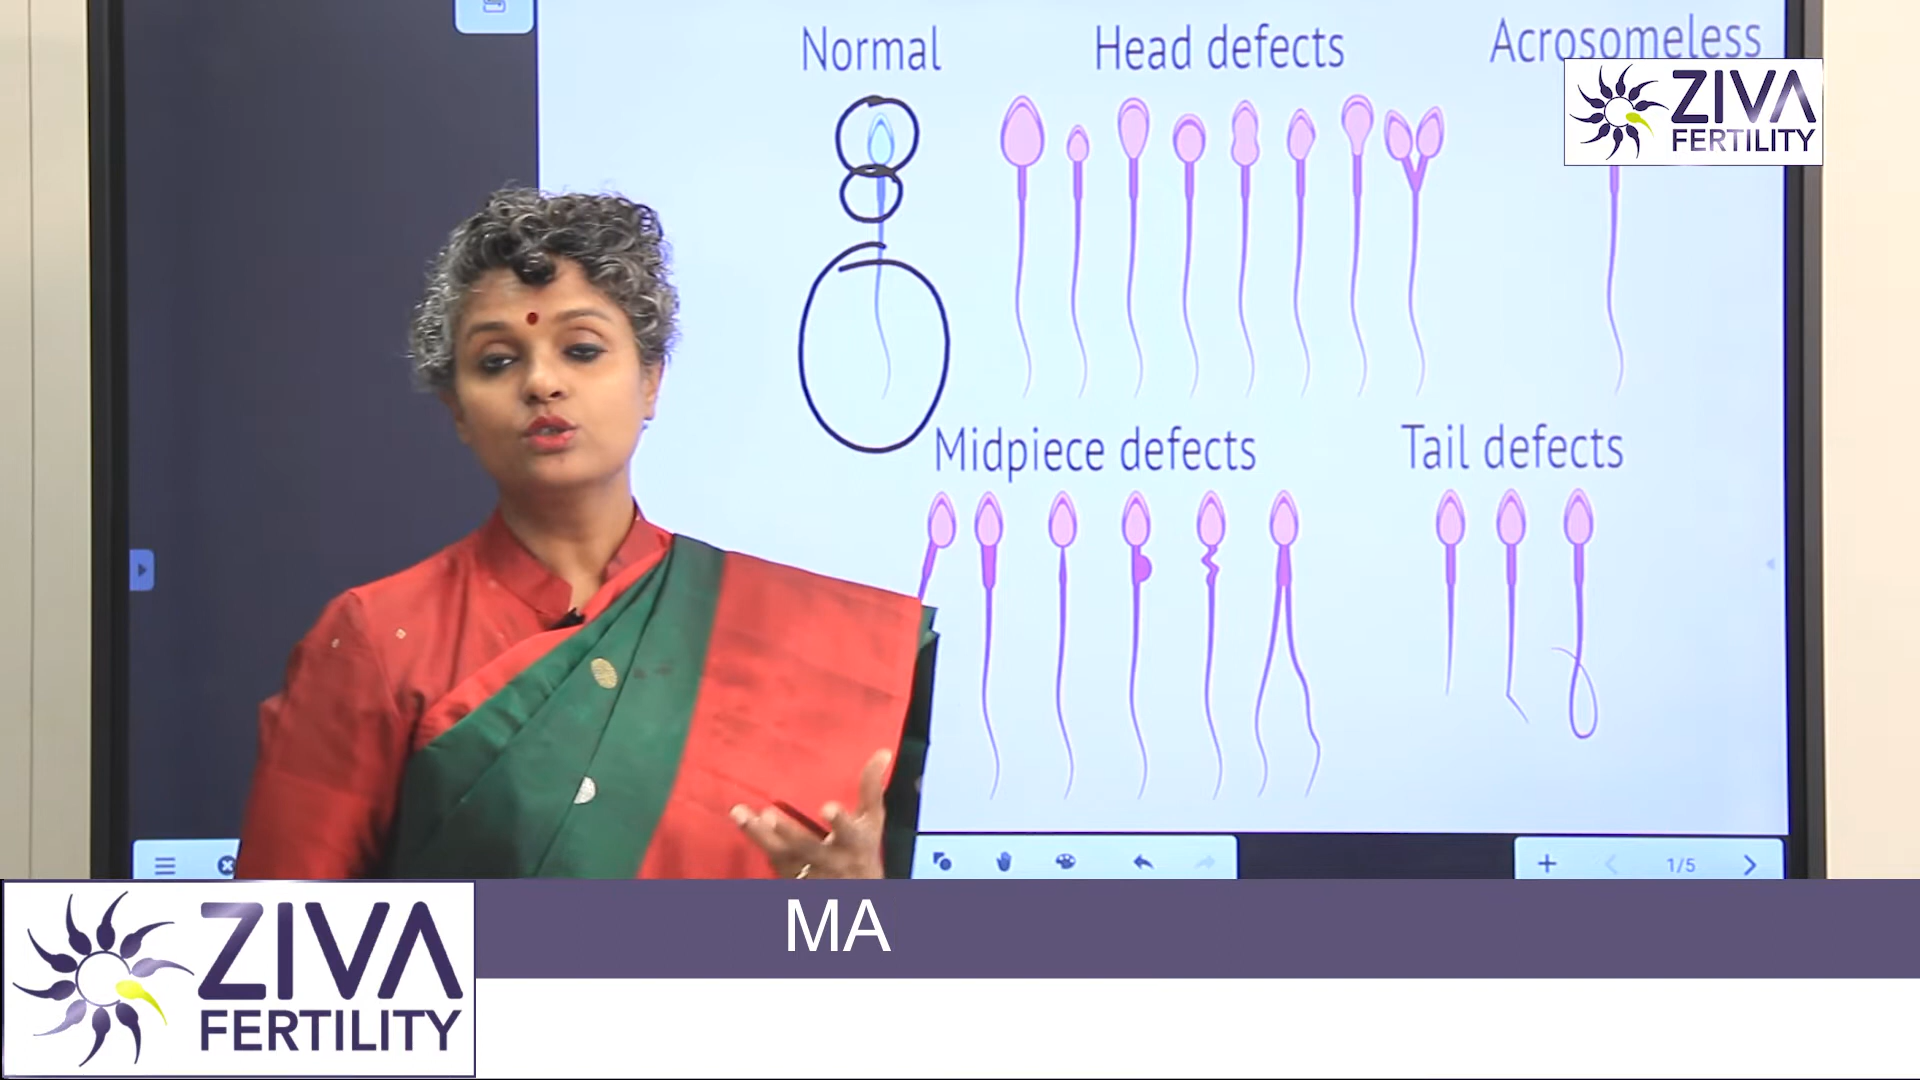 Normal
Head defects
Acrosomeless
ZIVA
FERTILITY
Midpiece defects
Tail defects
1/5
MA
ZIVA
FERTILITY